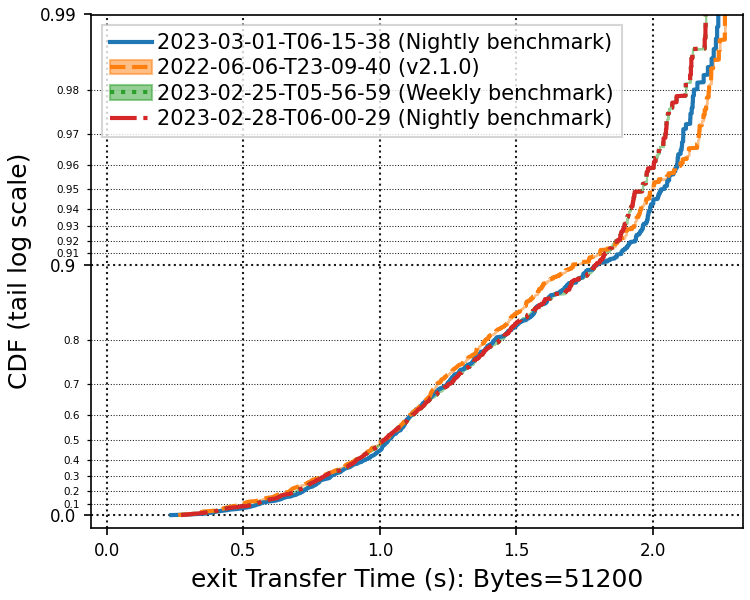 0.99
2023-03-01-T06-15-38 (Nightly benchmark)
2022-06-06-T23-09-40 (v2.1.0)
2023-02-25-T05-56-59 (Weekly benchmark)
2023-02-28-T06-00-29 (Nightly benchmark)
0.98
0.97
0.96
0.95
0.94
0.93
0.92
0.91
0.9
0.8
0.7
0.6
0.5
0.4
0.3
0.2
0.1
0.0
CDF (tail log scale)
0.0 0.5 1.0 1.5 2.0
exit Transfer Time (s): Bytes=51200